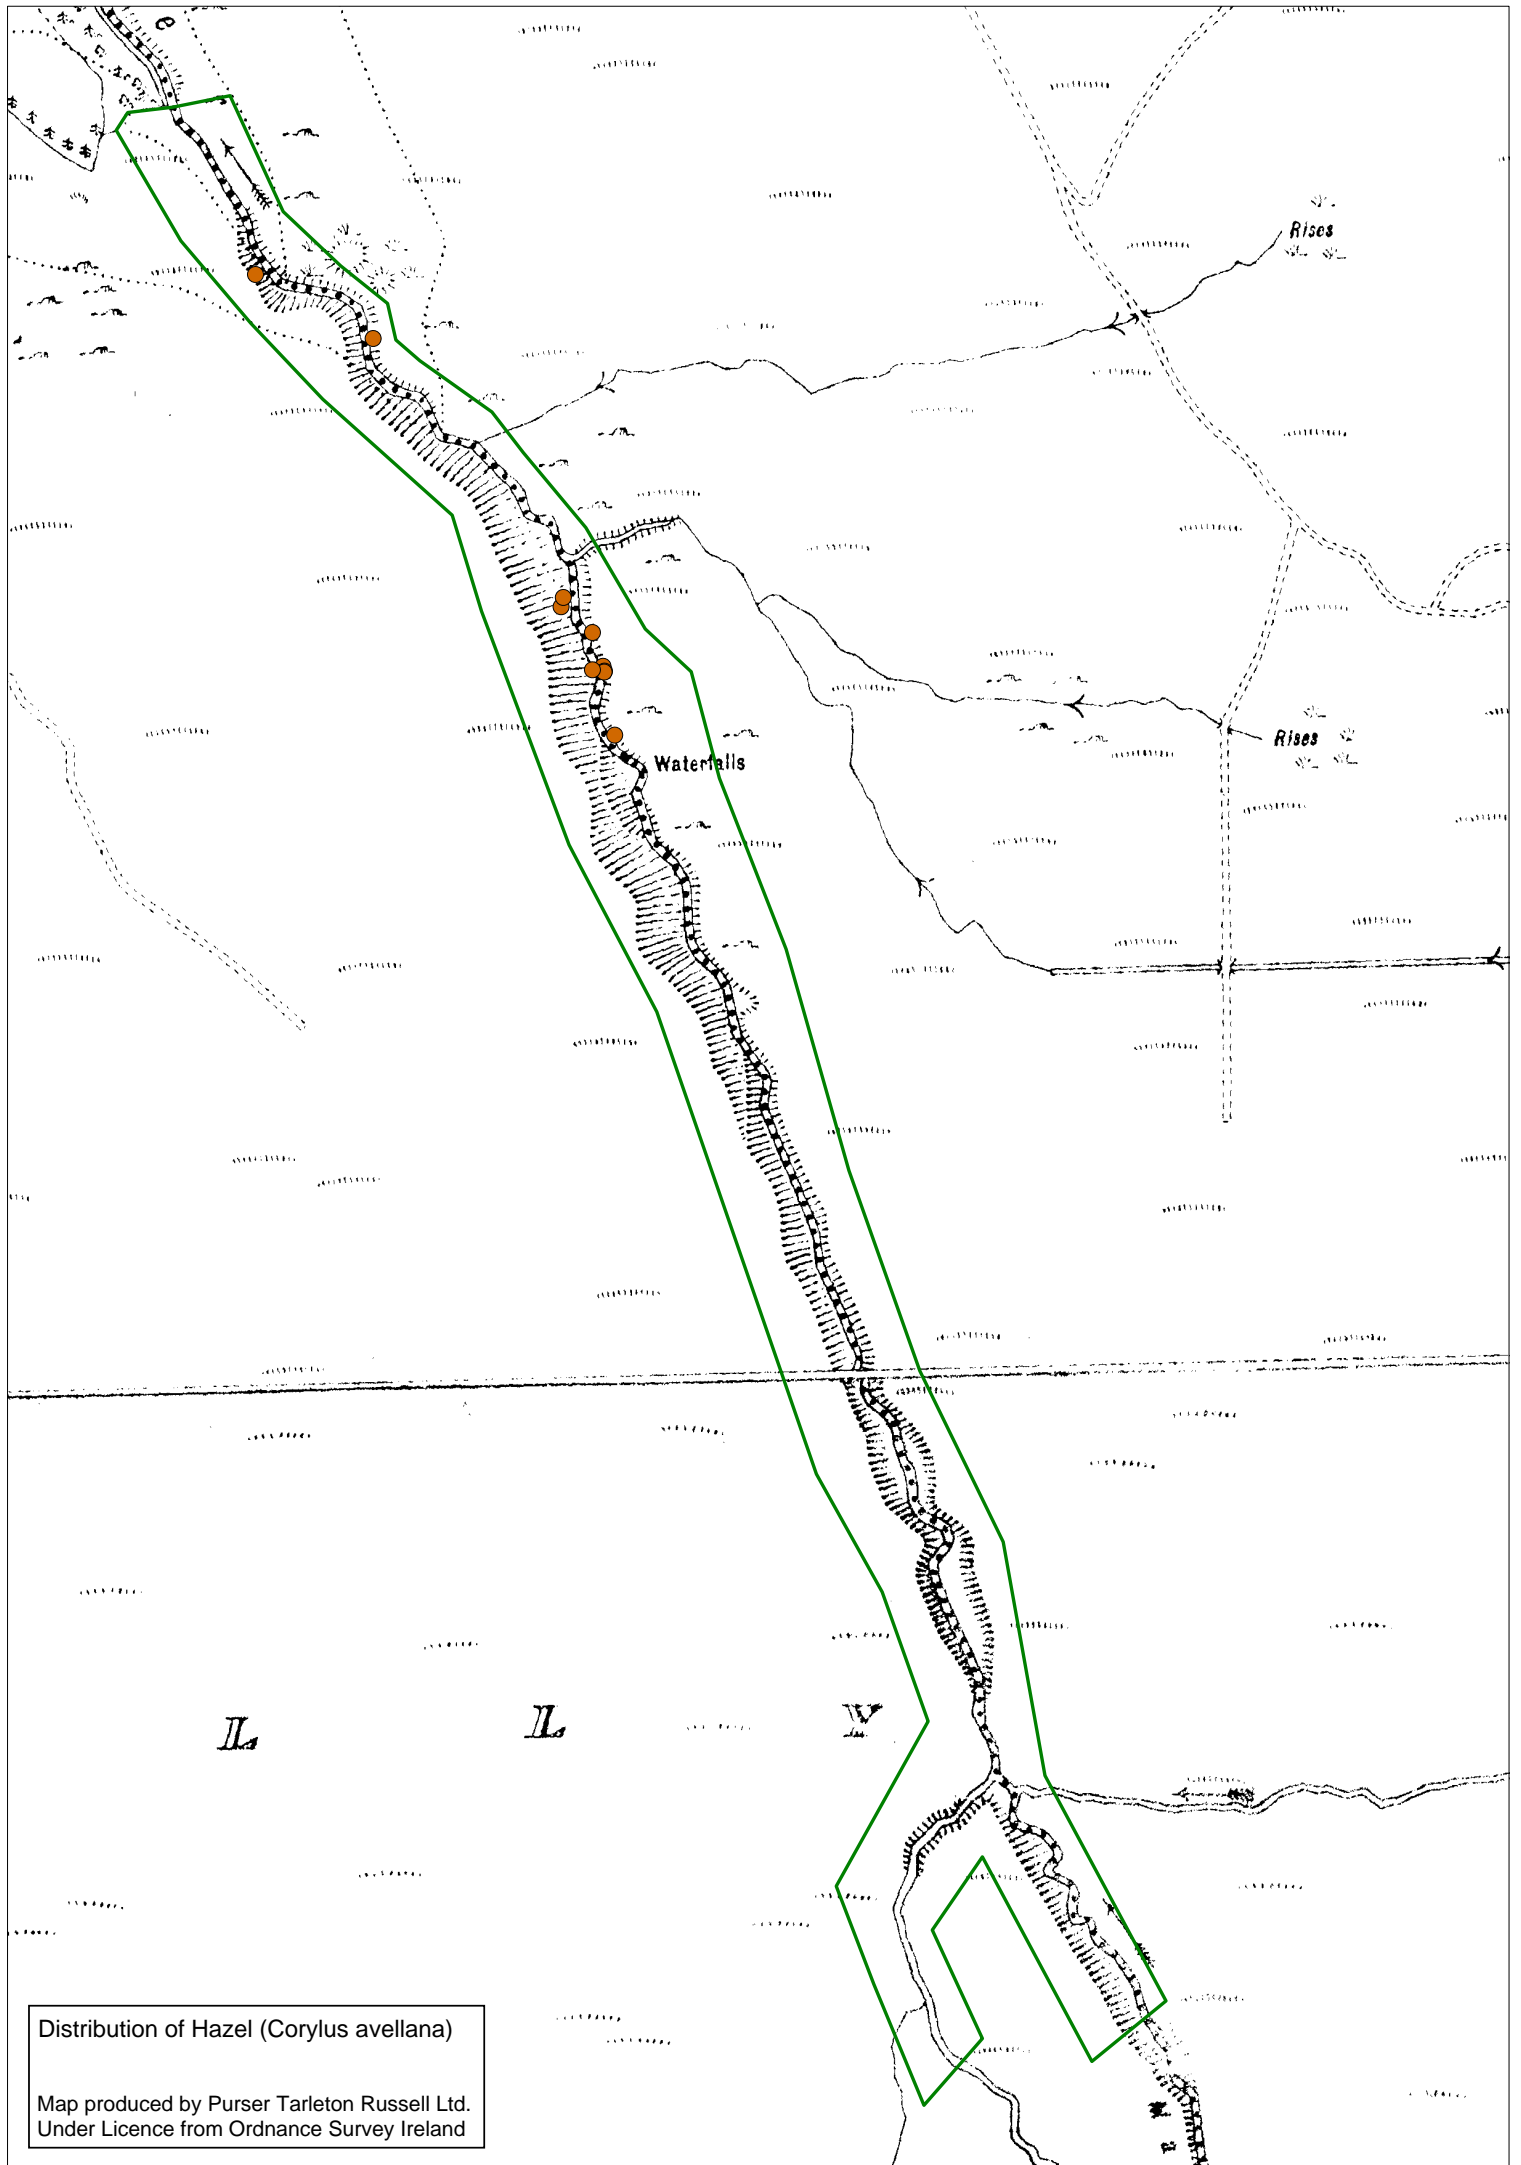 e
Rises
Rises
Waterfalls
L L Y
Distribution of Hazel (Corylus avellana)
Map produced by Purser Tarleton Russell Ltd.
Under Licence from Ordnance Survey Ireland